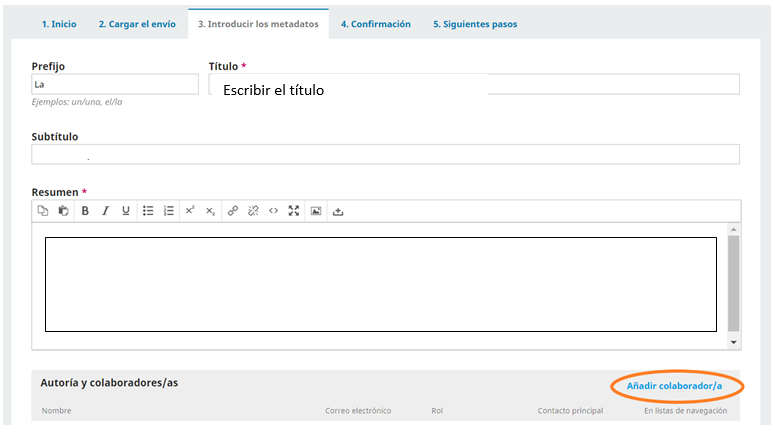 1. Inicio 2. Cargar el envío 3. Introducir los metadatos 4. Confirmación 5. Siguientes pasos
Prefijo Título *
La Escribir el título
Ejemplos: un/una, el/la
Subtítulo
.
Resumen *
B I U x² x₂
Autoría y colaboradores/as Añadir colaborador/a
Nombre Correo electrónico Rol Contacto principal En listas de navegación